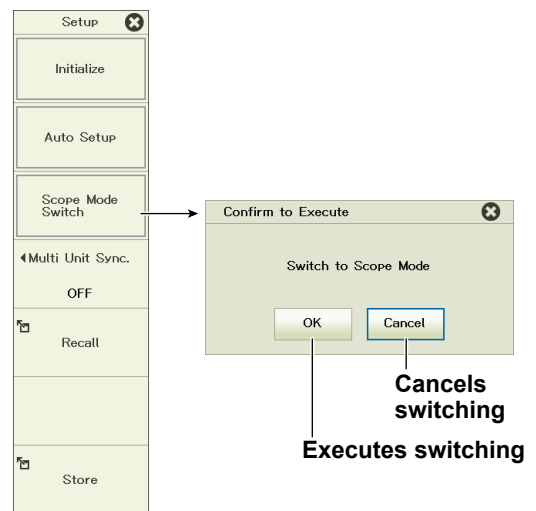 Setup
Initialize
Auto Setup
Scope Mode
Switch
Multi Unit Sync.
OFF
Recall
Store
Confirm to Execute
Switch to Scope Mode
OK
Cancel
Cancels
switching
Executes switching